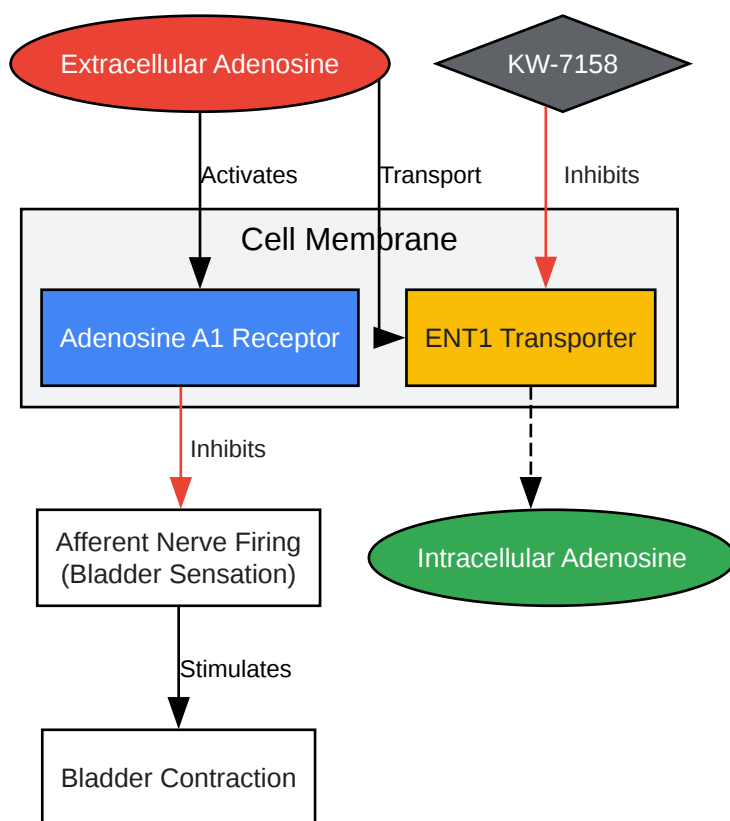 Extracellular Adenosine
KW-7158
Activates
Transport
Inhibits
Cell Membrane
Adenosine A1 Receptor
ENT1 Transporter
Inhibits
Afferent Nerve Firing
(Bladder Sensation)
Intracellular Adenosine
Stimulates
Bladder Contraction